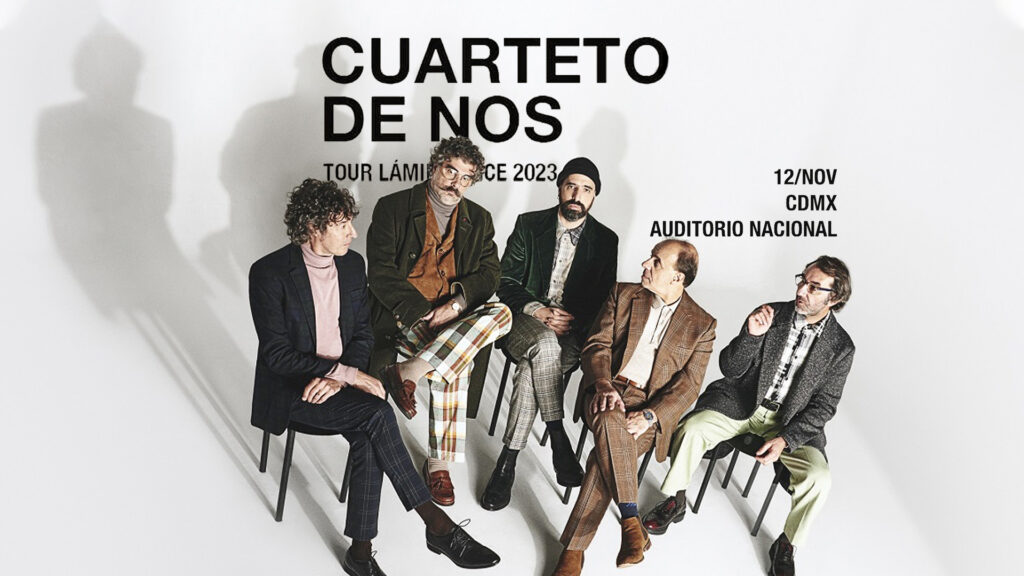 CUARTETO
DE NOS
TOUR 2023
12/NOV
CDMX
AUDITORIO NACIONAL